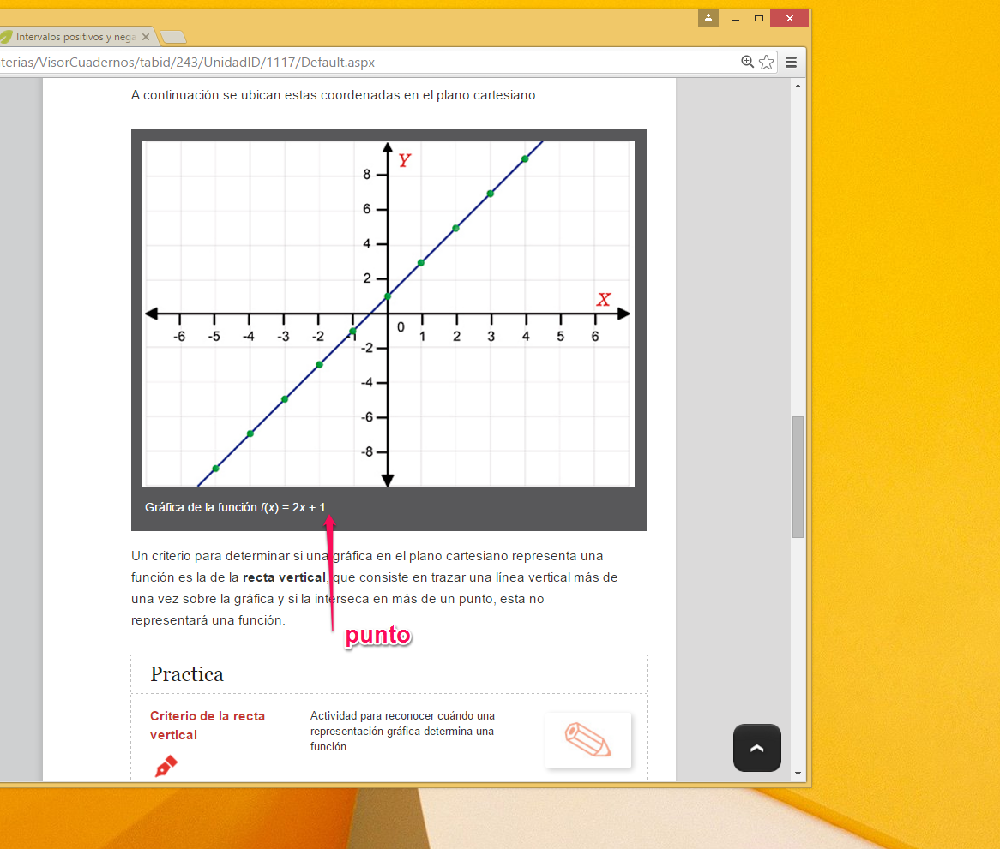 Intervalos positivos y nega
terias/VisorCuadernos/tabid/243/UnidadID/1117/Default.aspx
A continuación se ubican estas coordenadas en el plano cartesiano.
Y
8
6
4
2
X
0
-6 -5 -4 -3 -2 -1 1 2 3 4 5 6
-2
-4
-6
-8
Gráfica de la función f(x) = 2x + 1
Un criterio para determinar si una gráfica en el plano cartesiano representa una
función es la de la recta vertical, que consiste en trazar una línea vertical más de
una vez sobre la gráfica y si la interseca en más de un punto, esta no
representará una función.
punto
Practica
Criterio de la recta
vertical
Actividad para reconocer cuándo una
representación gráfica determina una
función.